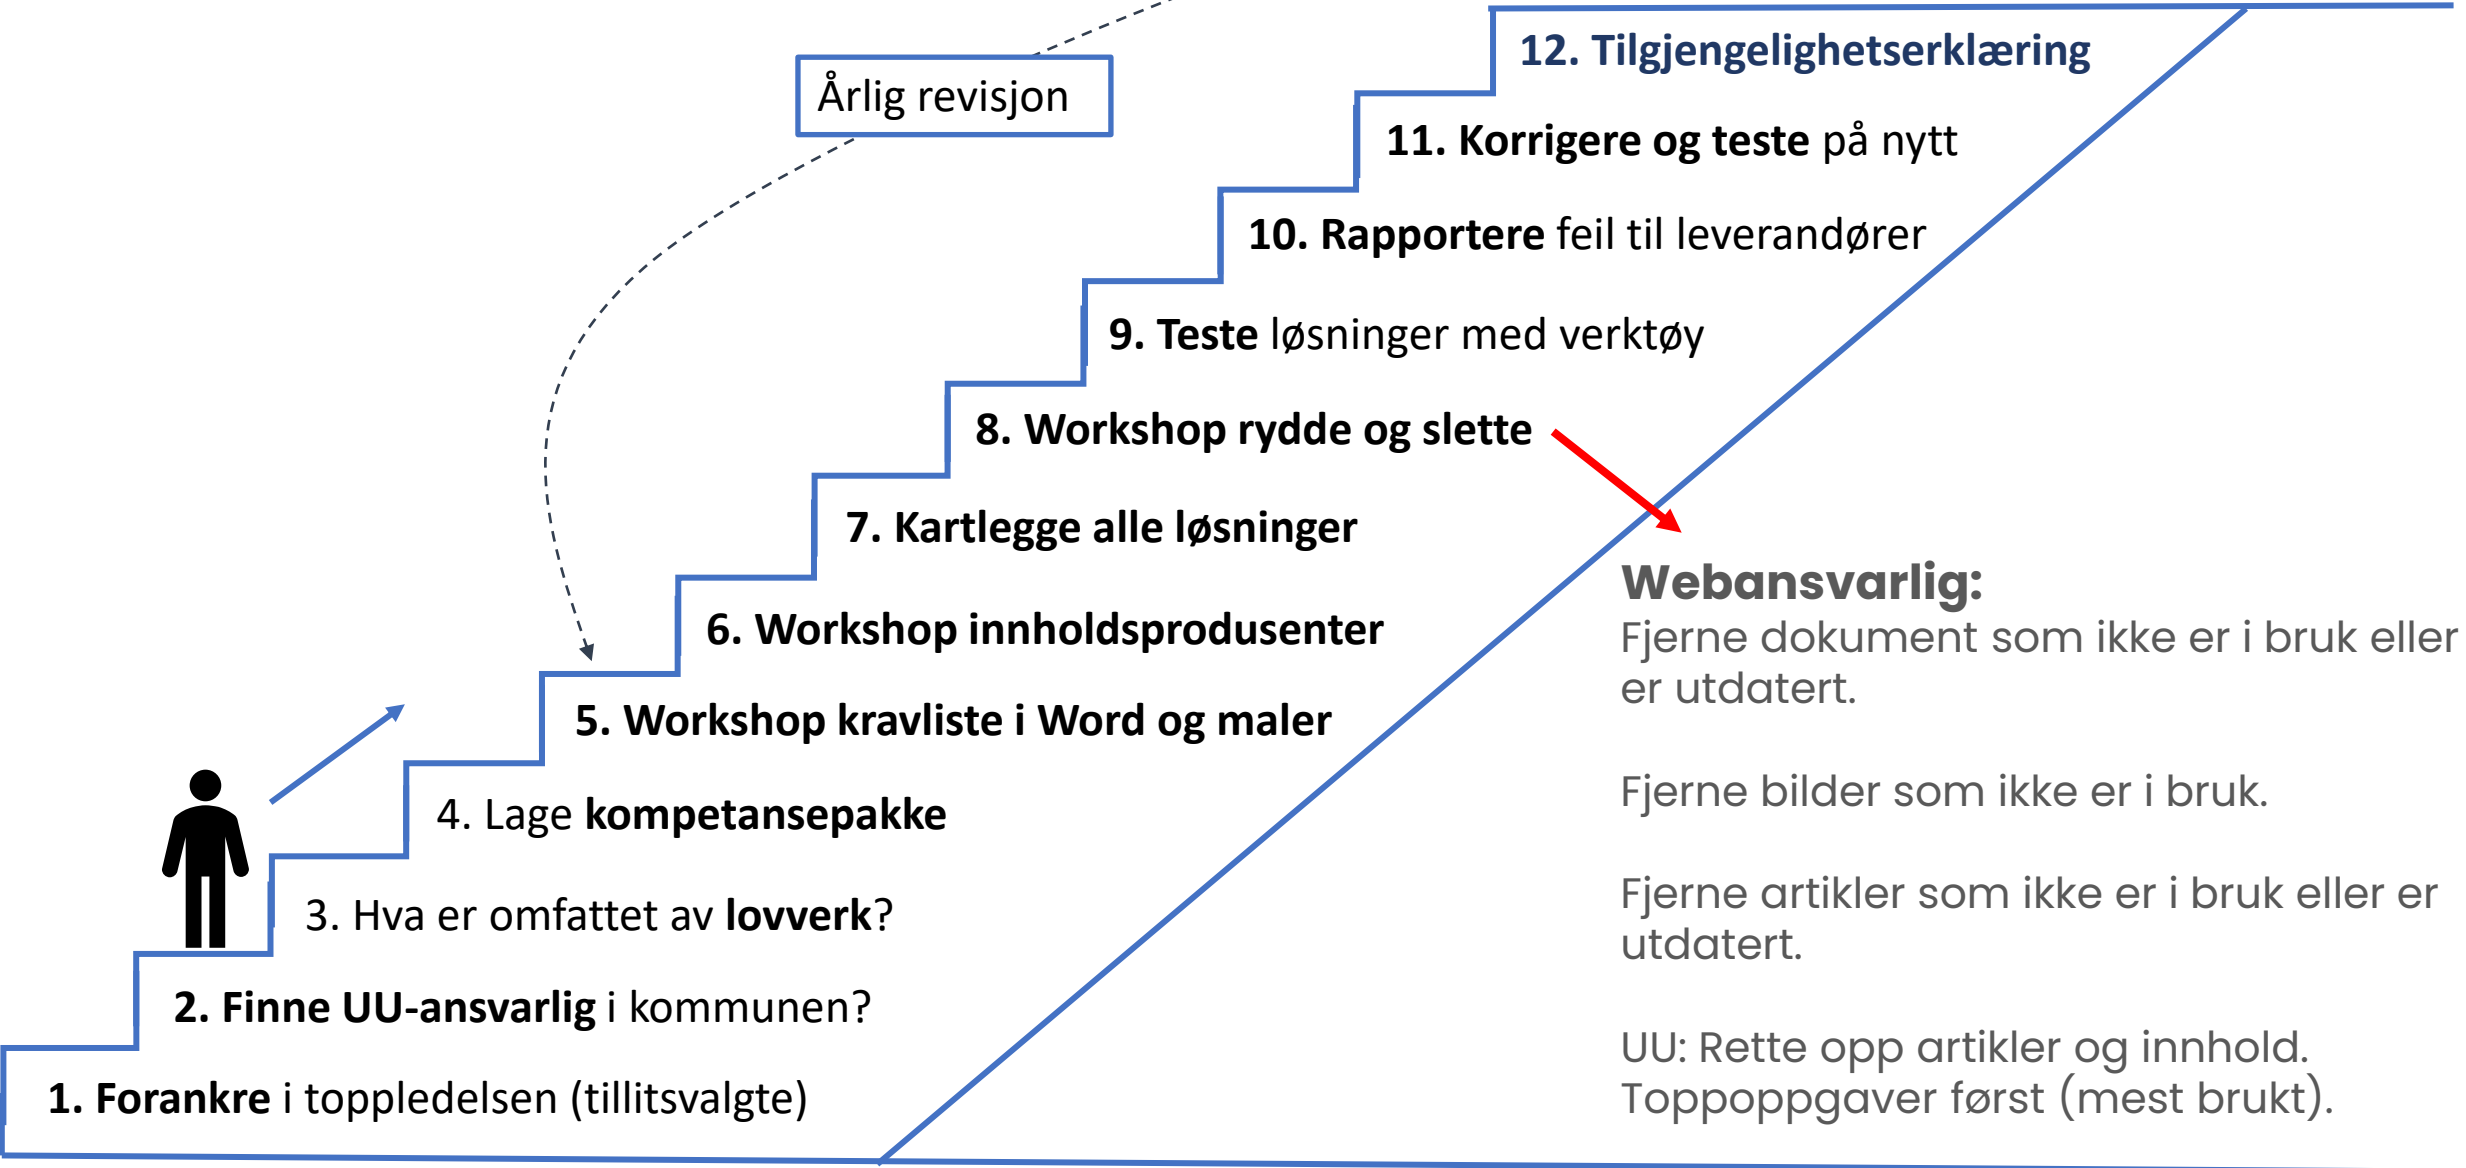 12. Tilgjengelighetserklæring
Årlig revisjon
11. Korrigere og teste på nytt
10. Rapportere feil til leverandører
9. Teste løsninger med verktøy
8. Workshop rydde og slette
7. Kartlegge alle løsninger
6. Workshop innholdsprodusenter
5. Workshop kravliste i Word og maler
4. Lage kompetansepakke
3. Hva er omfattet av lovverk?
2. Finne UU-ansvarlig i kommunen?
1. Forankre i toppledelsen (tillitsvalgte)
Webansvarlig:
Fjerne dokument som ikke er i bruk eller
er utdatert.
Fjerne bilder som ikke er i bruk.
Fjerne artikler som ikke er i bruk eller er
utdatert.
UU: Rette opp artikler og innhold.
Toppoppgaver først (mest brukt).